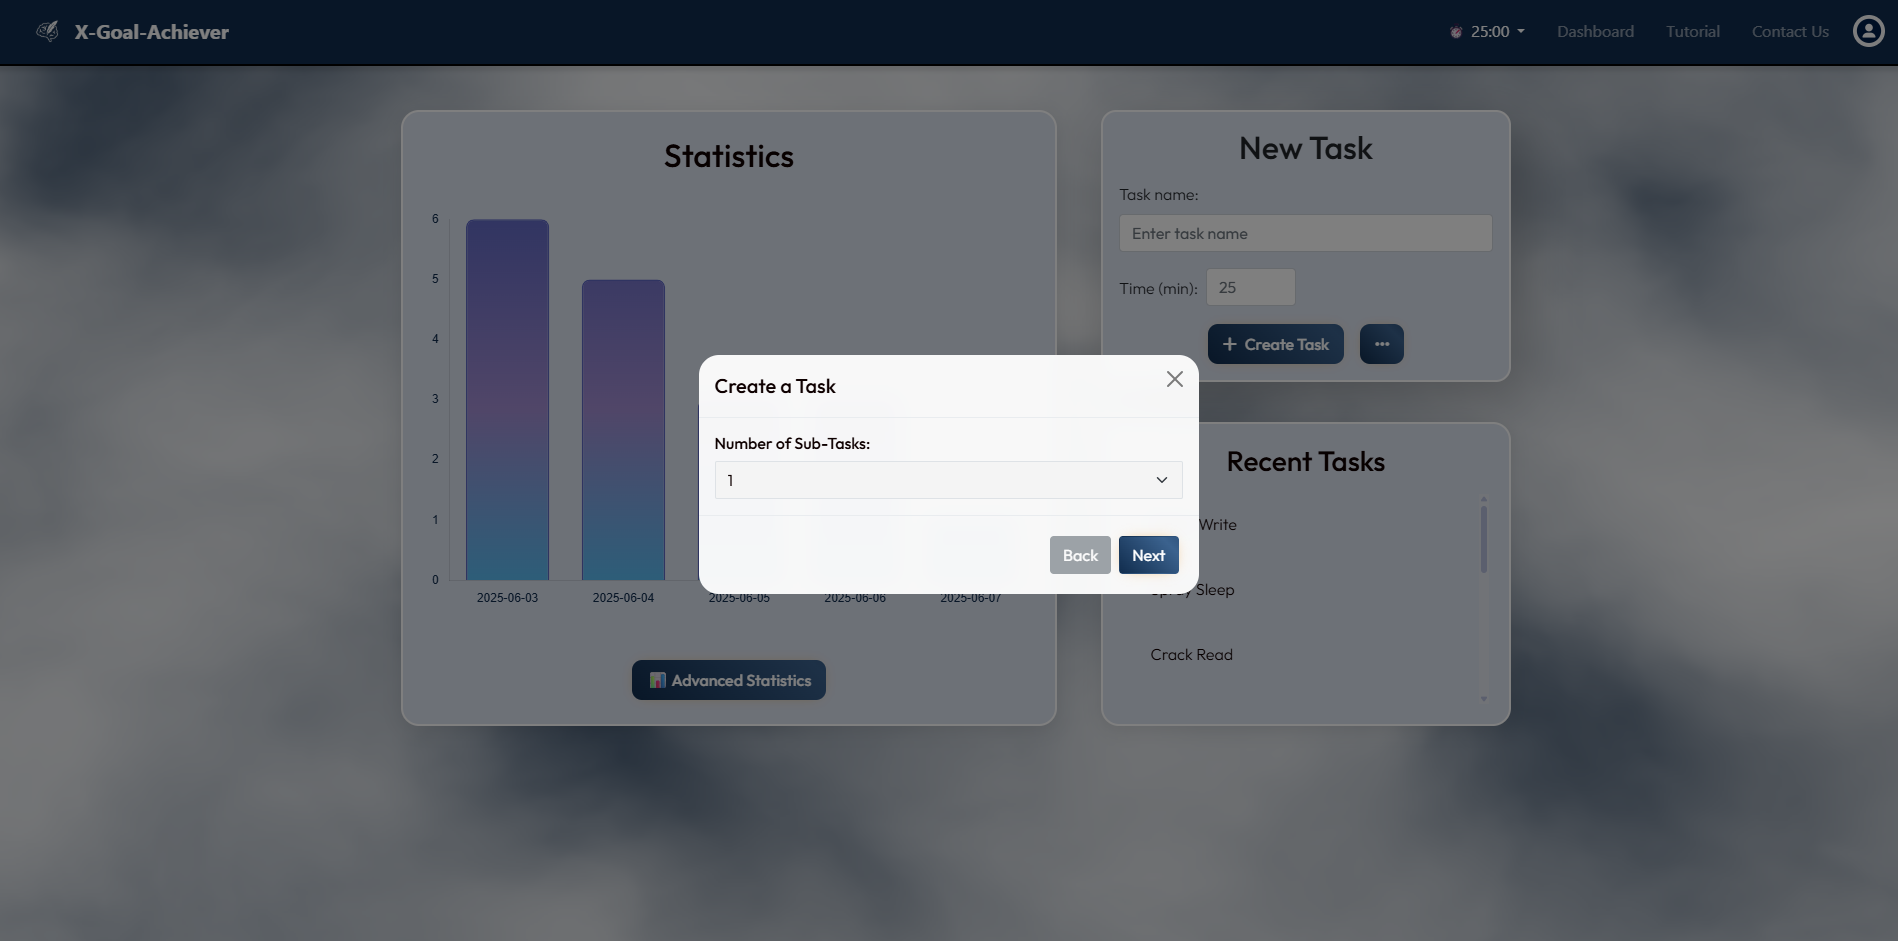 X-Goal-Achiever
25:00
Dashboard
Tutorial
Contact Us
Statistics
6
5
4
3
2
1
0
2025-06-03
2025-06-04
2025-06-05
2025-06-06
2025-06-07
Advanced Statistics
New Task
Task name:
Enter task name
Time (min): 25
+ Create Task
•••
Recent Tasks
Write
Sleep
Crack Read
Create a Task
Number of Sub-Tasks:
1
Back
Next